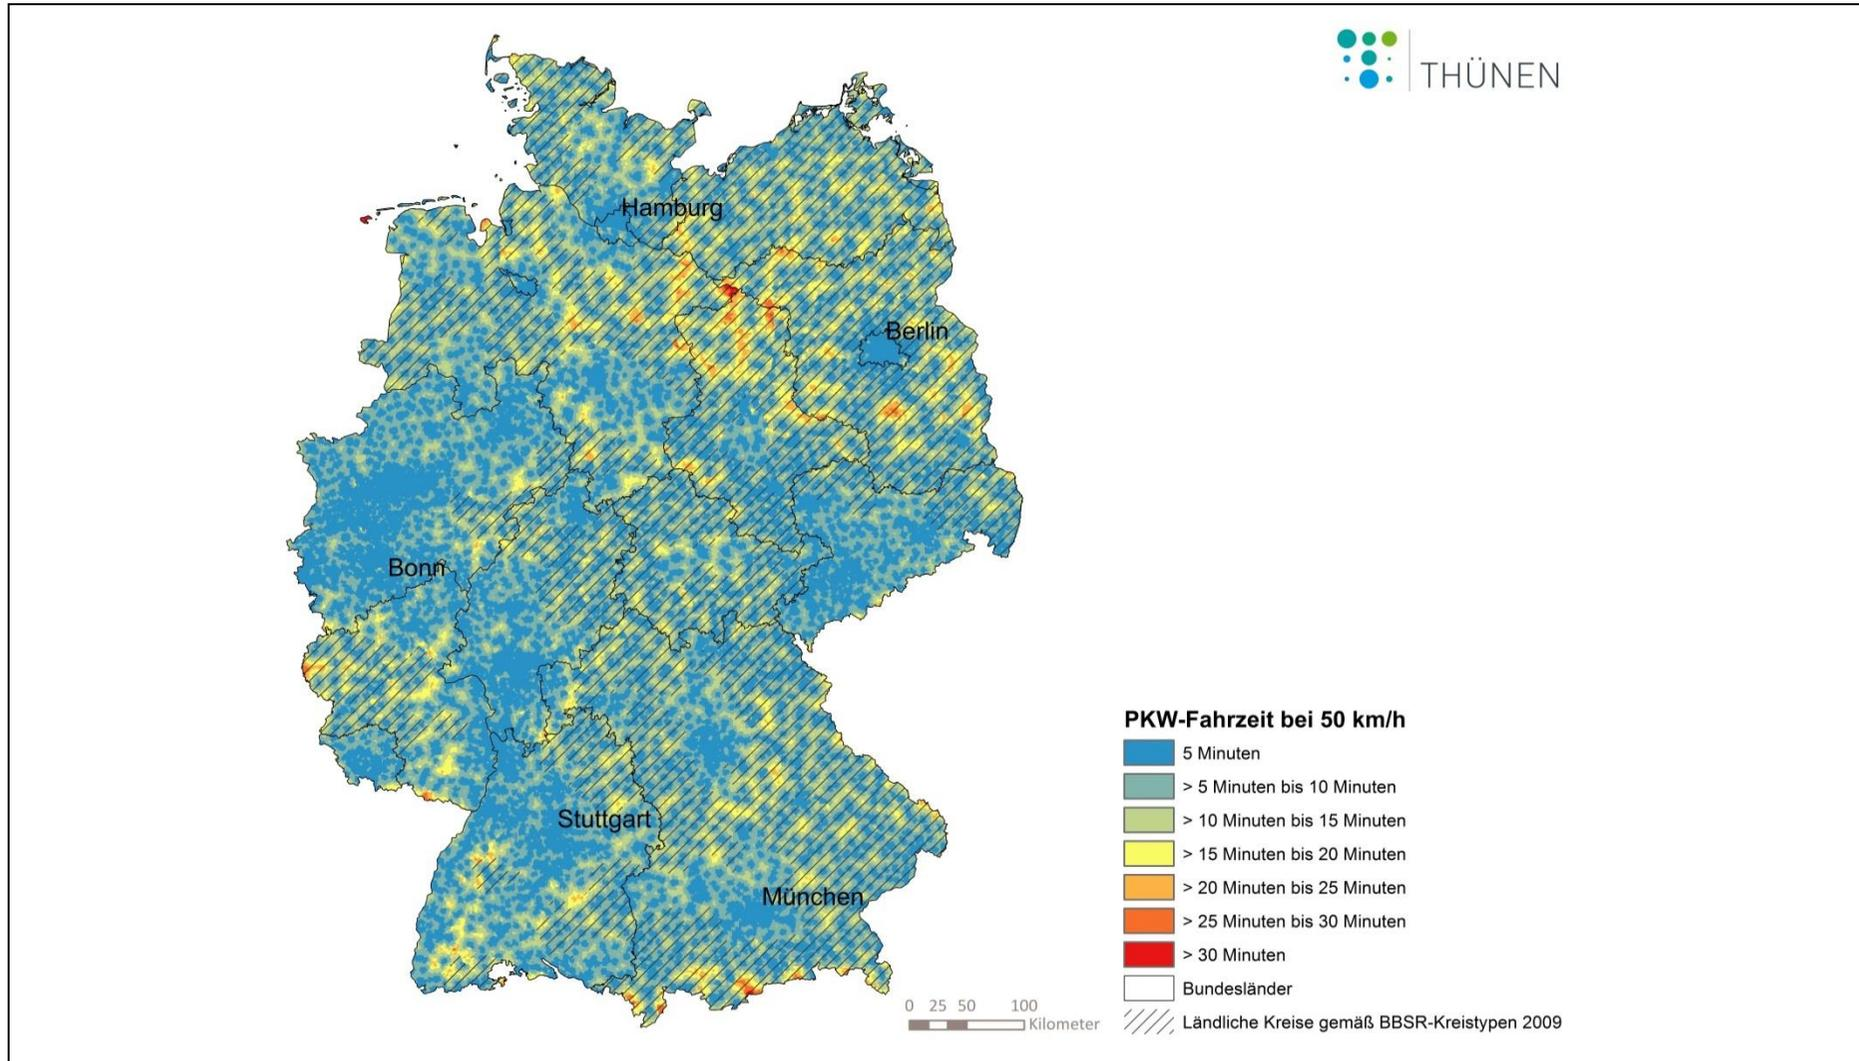 THÜNEN
Hamburg
Berlin
Bonn
Stuttgart
München
PKW-Fahrzeit bei 50 km/h
5 Minuten
> 5 Minuten bis 10 Minuten
> 10 Minuten bis 15 Minuten
> 15 Minuten bis 20 Minuten
> 20 Minuten bis 25 Minuten
> 25 Minuten bis 30 Minuten
> 30 Minuten
Bundesländer
Ländliche Kreise gemäß BBSR-Kreistypen 2009
0 25 50 100
Kilometer